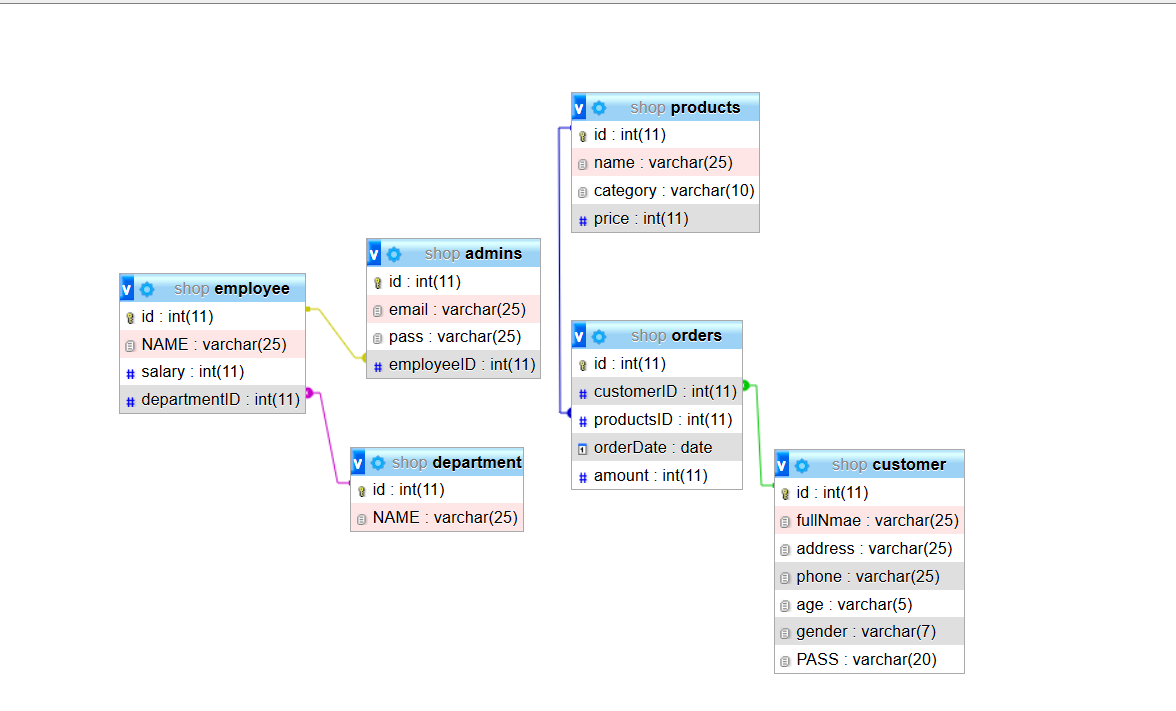 shop products
id : int(11)
name : varchar(25)
category : varchar(10)
price : int(11)
shop admins
id : int(11)
email : varchar(25)
pass : varchar(25)
employeeID : int(11)
shop employee
id : int(11)
NAME : varchar(25)
salary : int(11)
departmentID : int(11)
shop orders
id : int(11)
customerID : int(11)
productsID : int(11)
orderDate : date
amount : int(11)
shop department
id : int(11)
NAME : varchar(25)
shop customer
id : int(11)
fullNmae : varchar(25)
address : varchar(25)
phone : varchar(25)
age : varchar(5)
gender : varchar(7)
PASS : varchar(20)